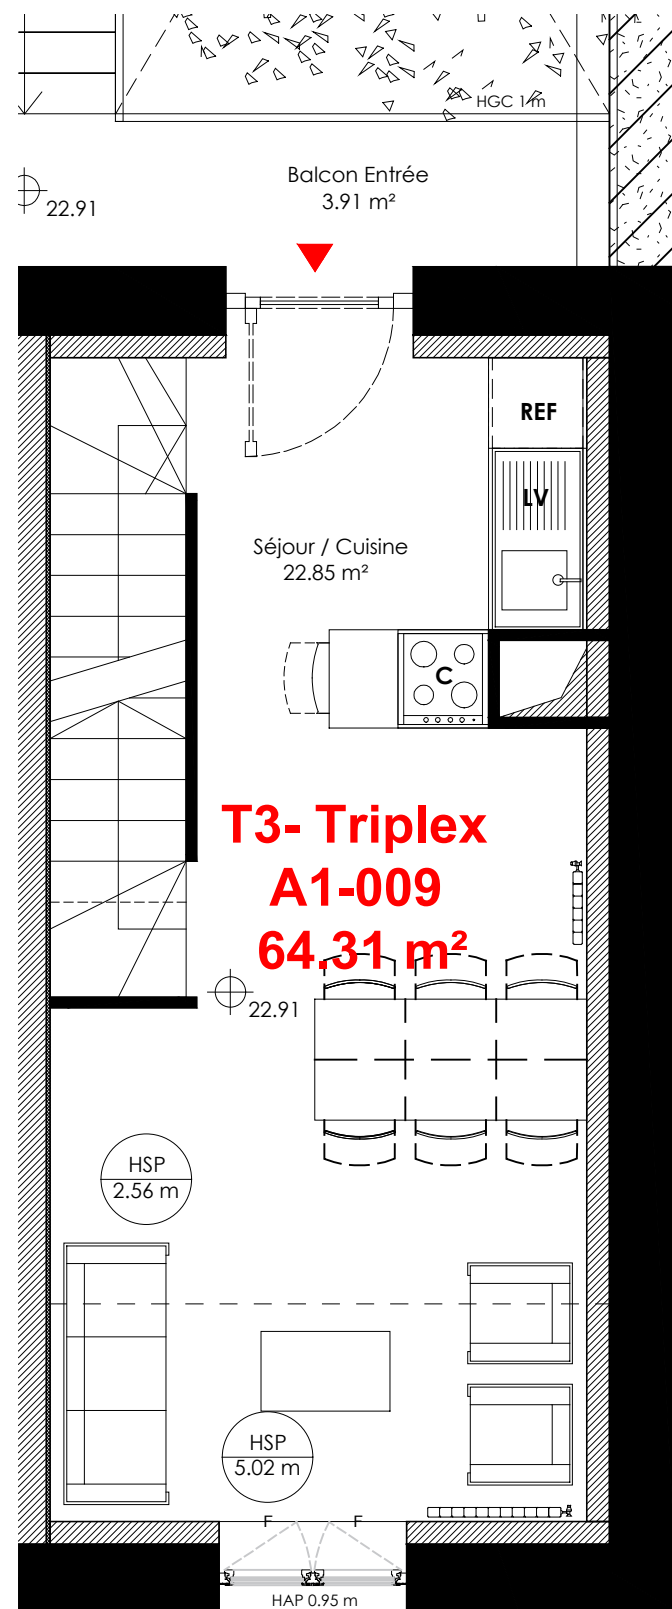 HGC 1 m
Balcon Entrée
3.91 m²
22.91
REF
LV
Séjour / Cuisine
22.85 m²
C
T3- Triplex
A1-009
64.31 m²
22.91
HSP
2.56 m
HSP
5.02 m
F F
HAP 0.95 m